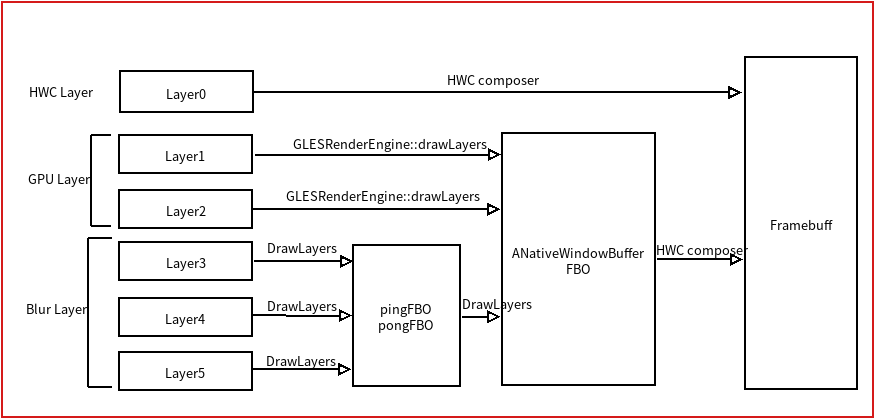 HWC composer
HWC Layer
Layer0
GLESRenderEngine::drawLayers
Layer1
GPU Layer
GLESRenderEngine::drawLayers
Layer2
Framebuff
DrawLayers
Layer3
ANativeWindowBuffer
FBO
HWC composer
Blur Layer
DrawLayers
Layer4
pingFBO
pongFBO
DrawLayers
DrawLayers
Layer5